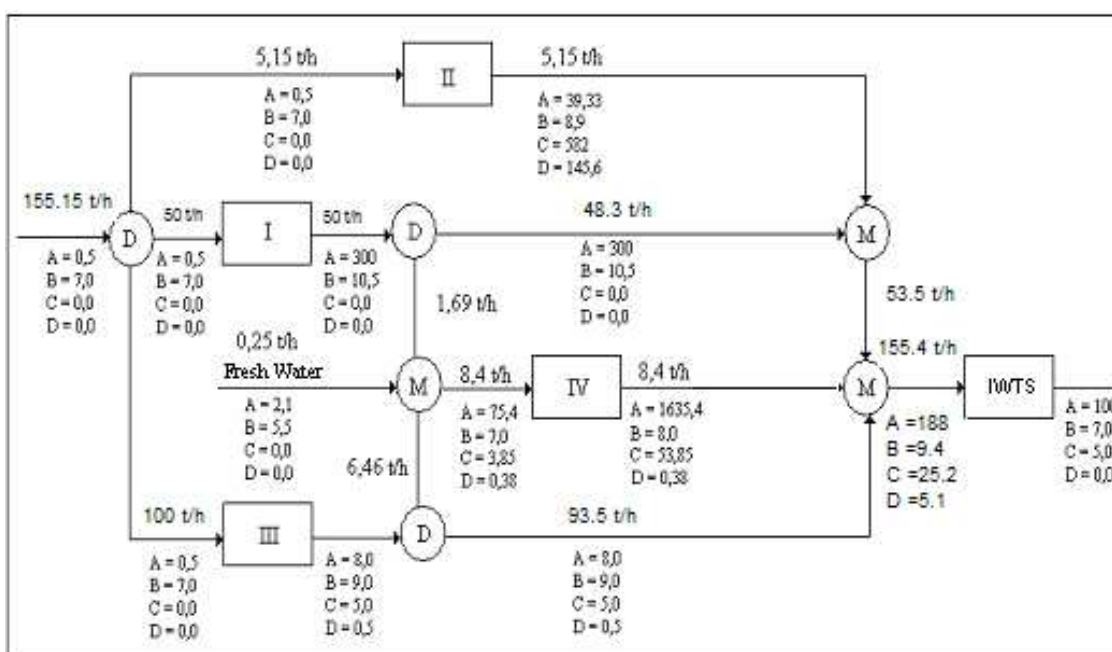 5,15 t/h
II
5,15 t/h
A = 0,5
B = 7,0
C = 0,0
D = 0,0
A = 39,33
B = 8,9
C = 582
D = 145,6
155.15 t/h
D
50 t/h
I
50 t/h
D
48.3 t/h
M
A = 0,5
B = 7,0
C = 0,0
D = 0,0
A = 0,5
B = 7,0
C = 0,0
D = 0,0
A = 300
B = 10,5
C = 0,0
D = 0,0
A = 300
B = 10,5
C = 0,0
D = 0,0
1,69 t/h
53.5 t/h
0,25 t/h
Fresh Water
M
8,4 t/h
IV
8,4 t/h
M
155.4 t/h
IWTS
A = 2,1
B = 5,5
C = 0,0
D = 0,0
A = 75,4
B = 7,0
C = 3,85
D = 0,38
A = 1635,4
B = 8,0
C = 53,85
D = 0,38
A =188
B =9.4
C =25.2
D =5.1
A = 100
B = 7,0
C = 5,0
D = 0,0
6,46 t/h
100 t/h
III
D
93.5 t/h
A = 0,5
B = 7,0
C = 0,0
D = 0,0
A = 8,0
B = 9,0
C = 5,0
D = 0,5
A = 8,0
B = 9,0
C = 5,0
D = 0,5